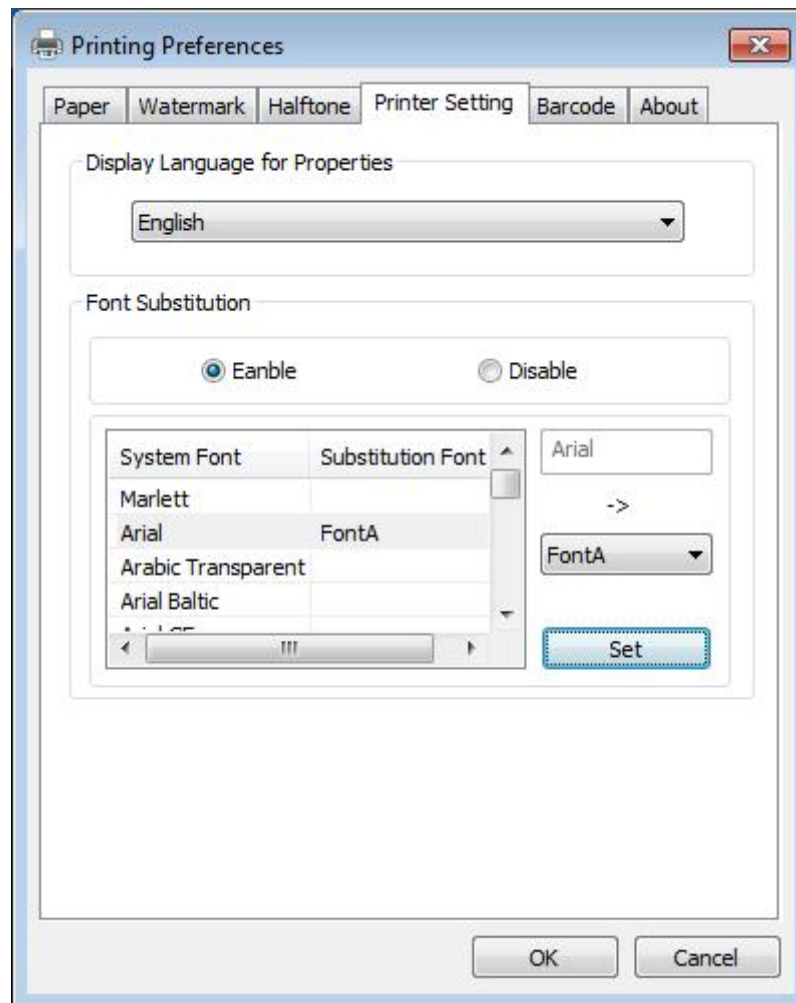 Printing Preferences
Paper Watermark Halftone Printer Setting Barcode About
Display Language for Properties
English
Font Substitution
Eanble Disable
System Font Substitution Font
Marlett
Arial FontA
Arabic Transparent
Arial Baltic
Arial
->
FontA
Set
OK Cancel